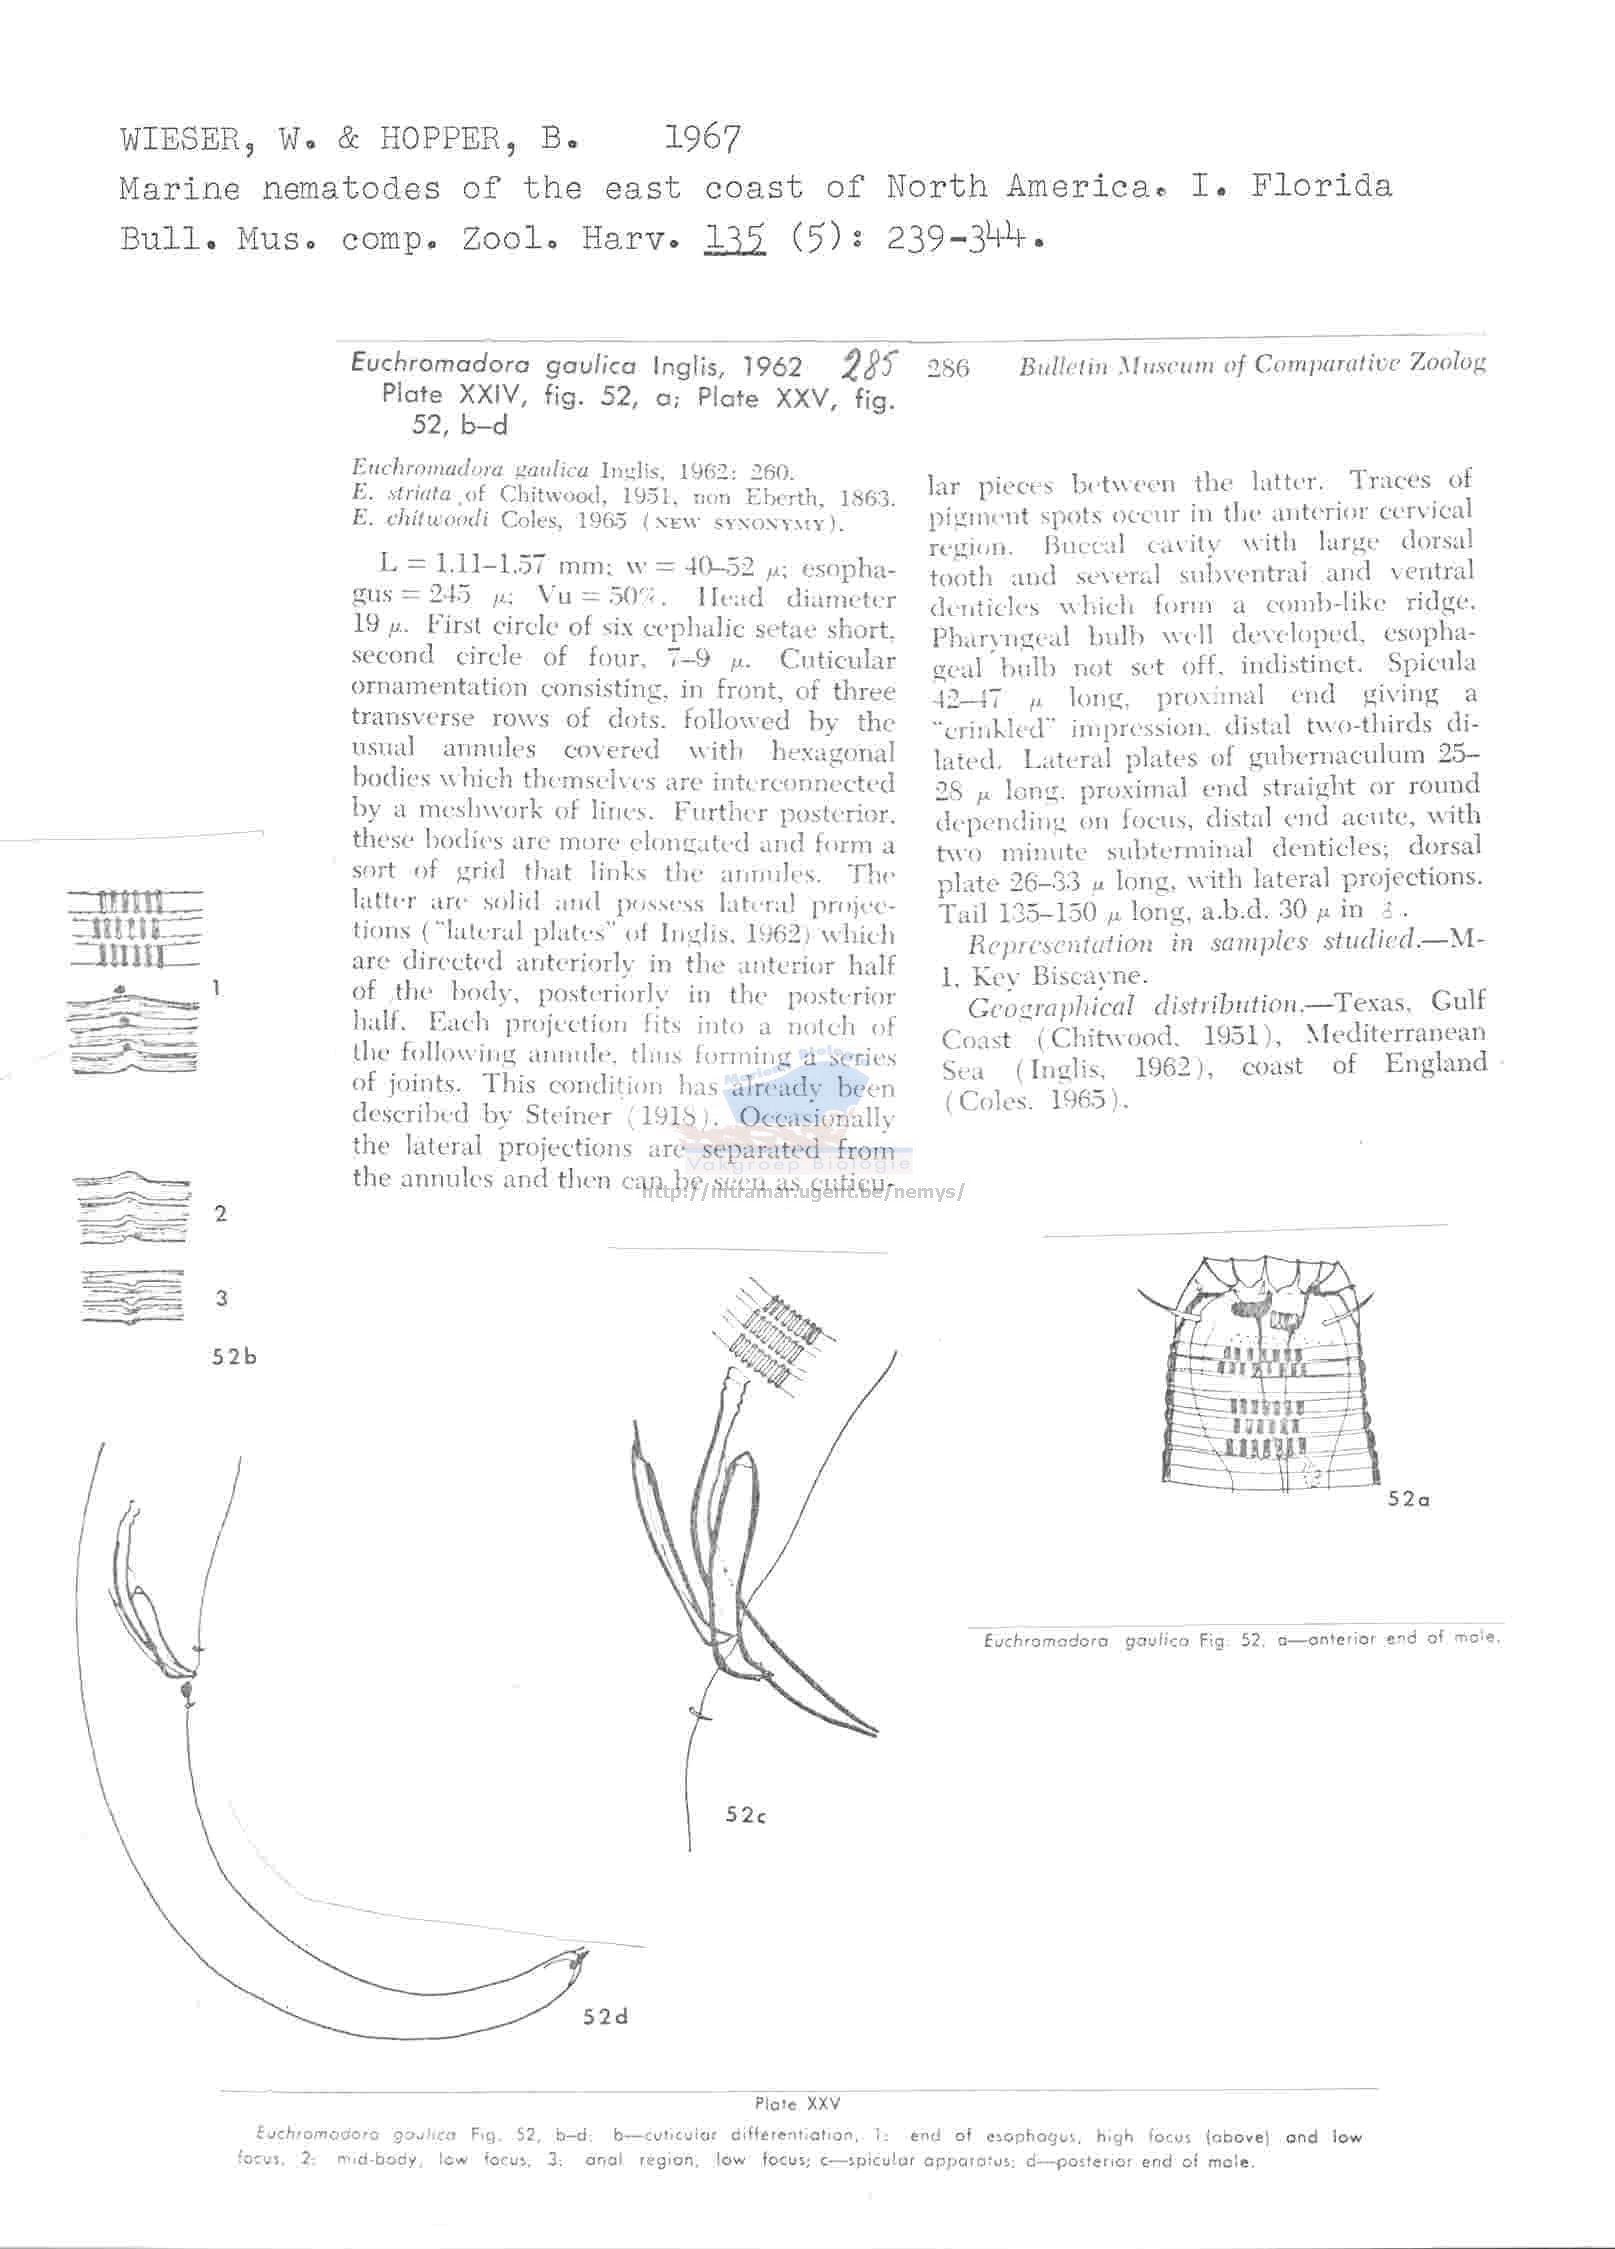 WIESER, W. & HOPPER, B. 1967
Marine nematodes of the east coast of North America. I. Florida
Bull. Mus. comp. Zool. Harv. 135 (5): 239-344.
Euchromadora gaulica Inglis, 1962 285
Plate XXIV, fig. 52, a; Plate XXV, fig.
52, b–d
Euchromadora gaulica Inglis, 1962: 260.
E. striata of Chitwood, 1951, non Eberth, 1863.
E. chitwoodi Coles, 1965 (NEW SYNONYMY).
L = 1.11–1.57 mm; w = 40–52 μ; esopha-
gus = 245 μ; Vu = 50%. Head diameter
19 μ. First circle of six cephalic setae short,
second circle of four, 7–9 μ. Cuticular
ornamentation consisting, in front, of three
transverse rows of dots, followed by the
usual annules covered with hexagonal
bodies which themselves are interconnected
by a meshwork of lines. Further posterior,
these bodies are more elongated and form a
sort of grid that links the annules. The
latter are solid and possess lateral projec-
tions ("lateral plates" of Inglis, 1962) which
are directed anteriorly in the anterior half
of the body, posteriorly in the posterior
half. Each projection fits into a notch of
the following annule, thus forming a series
of joints. This condition has already been
described by Steiner (1918). Occasionally
the lateral projections are separated from
the annules and then can be seen as cuticu-
286 Bulletin Museum of Comparative Zoolog
lar pieces between the latter. Traces of
pigment spots occur in the anterior cervical
region. Buccal cavity with large dorsal
tooth and several subventral and ventral
denticles which form a comb-like ridge.
Pharyngeal bulb well developed, esopha-
geal bulb not set off, indistinct. Spicula
42–47 μ long, proximal end giving a
"crinkled" impression, distal two-thirds di-
lated. Lateral plates of gubernaculum 25–
28 μ long, proximal end straight or round
depending on focus, distal end acute, with
two minute subterminal denticles; dorsal
plate 26–33 μ long, with lateral projections.
Tail 135–150 μ long, a.b.d. 30 μ in ♂.
Representation in samples studied.—M-
1, Key Biscayne.
Geographical distribution.—Texas, Gulf
Coast (Chitwood, 1951), Mediterranean
Sea (Inglis, 1962), coast of England
(Coles, 1965).
Marine Biology
Vakgroep Biologie
http://intramar.ugent.be/nemys/
1
2
3
52b
52a
Euchromadora gaulica Fig. 52, a—anterior end of male.
52c
52d
Plate XXV
Euchromadora gaulica Fig. 52, b–d: b—cuticular differentiation, 1: end of esophagus, high focus (above) and low
focus, 2: mid-body, low focus, 3: anal region, low focus; c—spicular apparatus; d—posterior end of male.